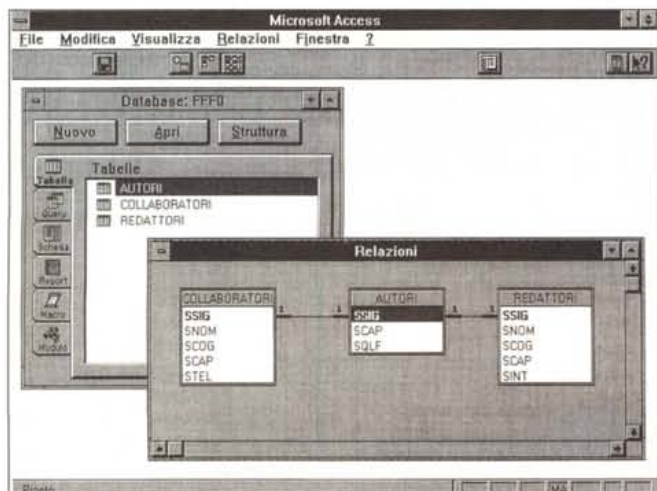 Microsoft Access
File Modifica Visualizza Relazioni Finestra ?
Database: FFF0
Nuovo Apri Struttura
Tabella
Query
Scheda
Report
Macro
Modulo
Tabelle
AUTORI
COLLABORATORI
REDATTORI
Relazioni
COLLABORATORI
SSIG
SNOM
SCOG
SCAP
STEL
1 1
AUTORI
SSIG
SCAP
SQLF
1 1
REDATTORI
SSIG
SNOM
SCOG
SCAP
SINT
Pronto